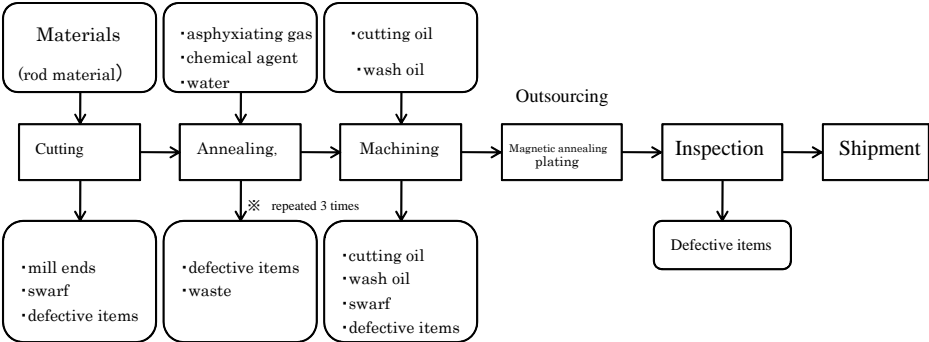 Materials
(rod material)
・asphyxiating gas
・chemical agent
・water
・cutting oil
・wash oil
Outsourcing
Cutting
Annealing,
Machining
Magnetic annealing
plating
Inspection
Shipment
※ repeated 3 times
・mill ends
・swarf
・defective items
・defective items
・waste
・cutting oil
・wash oil
・swarf
・defective items
Defective items